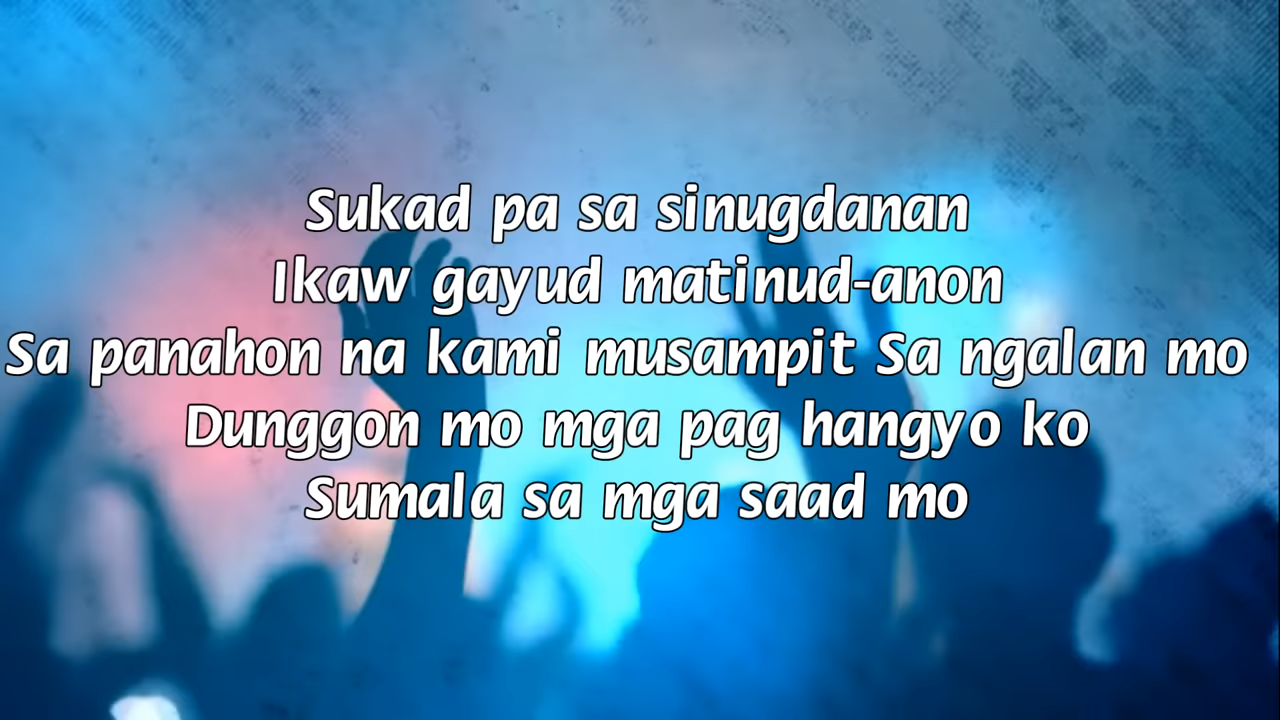 Sukad pa sa sinugdanan
Ikaw gayud matinud-anon
Sa panahon na kami musampit Sa ngalan mo
Dunggon mo mga pag hangyo ko
Sumala sa mga saad mo